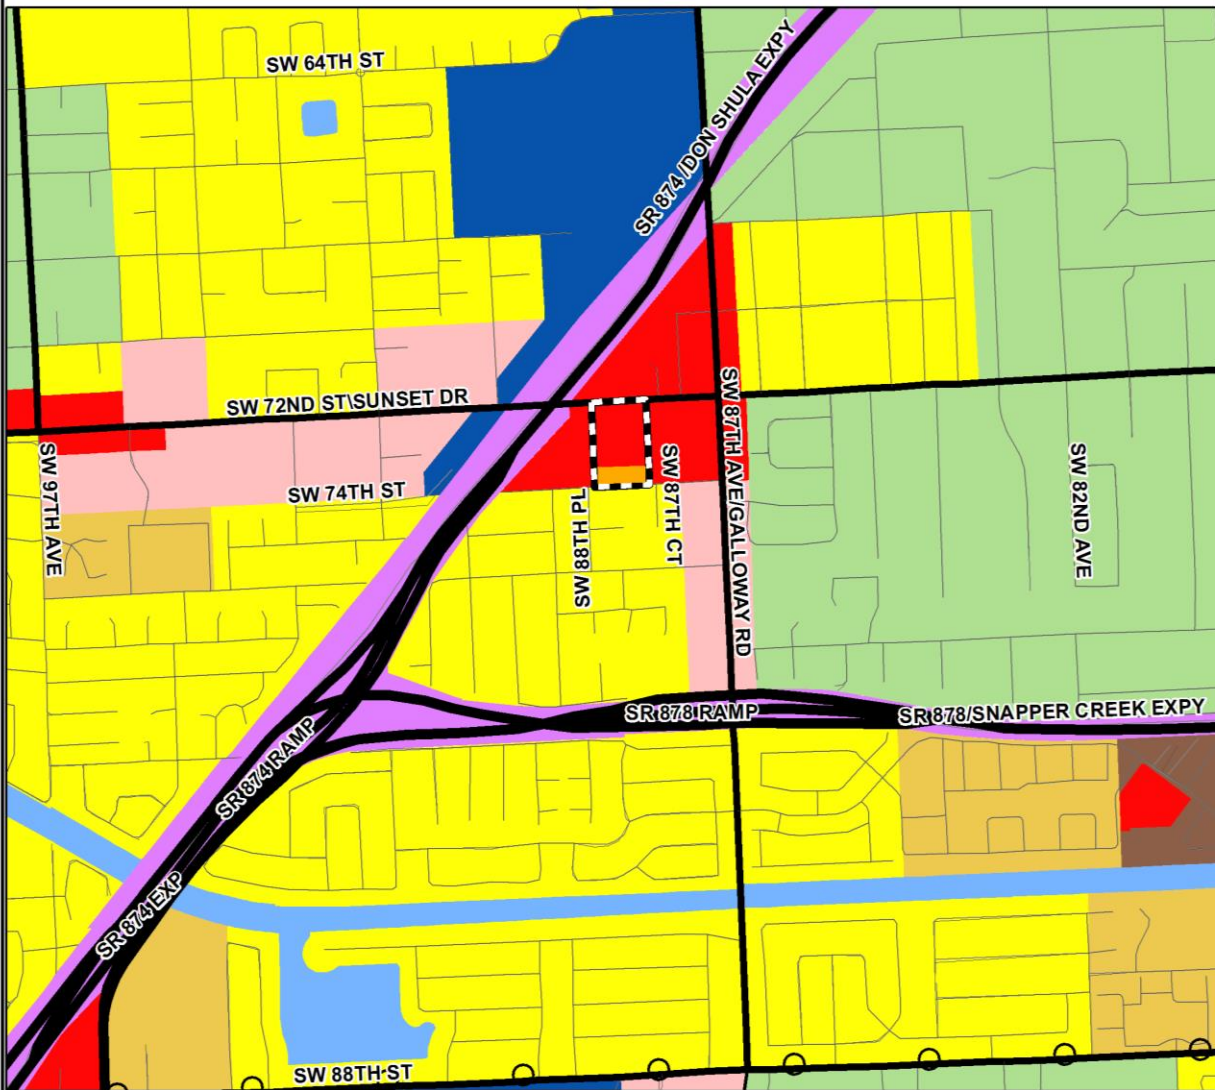 SW 64TH ST
SR 874 /DON SHULA EXPY
SW 72ND ST\SUNSET DR
SW 87TH AVE/GALLOWAY RD
SW 97TH AVE
SW 74TH ST
SW 88TH PL
SW 87TH CT
SW 82ND AVE
SR 878 RAMP
SR 878/SNAPPER CREEK EXPY
SR 874 RAMP
SR 874 EXP
SW 88TH ST